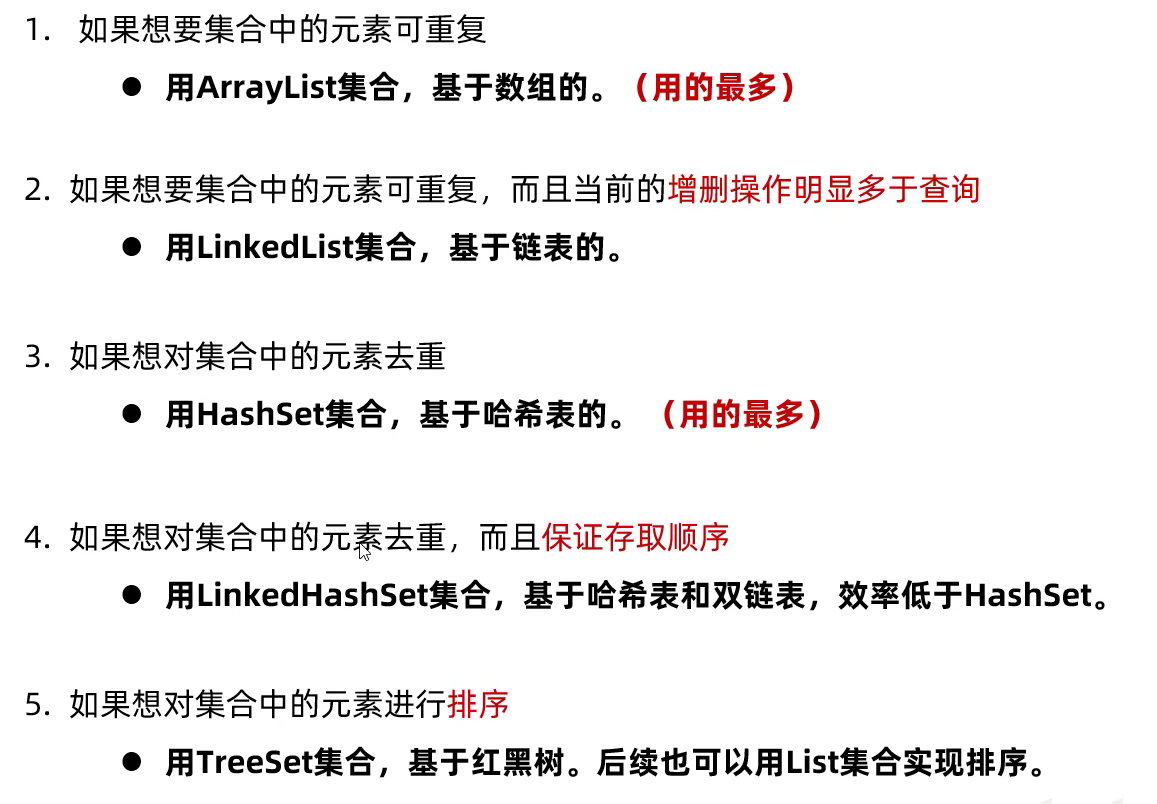 1. 如果想要集合中的元素可重复
● 用ArrayList集合，基于数组的。（用的最多）
2. 如果想要集合中的元素可重复，而且当前的增删操作明显多于查询
● 用LinkedList集合，基于链表的。
3. 如果想对集合中的元素去重
● 用HashSet集合，基于哈希表的。（用的最多）
4. 如果想对集合中的元素去重，而且保证存取顺序
● 用LinkedHashSet集合，基于哈希表和双链表，效率低于HashSet。
5. 如果想对集合中的元素进行排序
● 用TreeSet集合，基于红黑树。后续也可以用List集合实现排序。